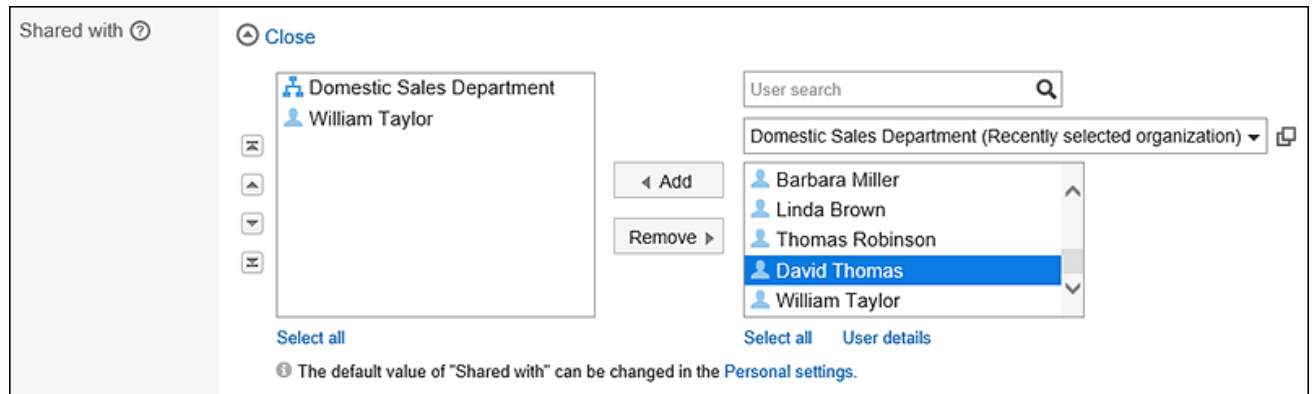 Shared with
Close
Domestic Sales Department
William Taylor
Add
Remove
Select all
User search
Domestic Sales Department (Recently selected organization)
Barbara Miller
Linda Brown
Thomas Robinson
David Thomas
William Taylor
Select all User details
The default value of "Shared with" can be changed in the Personal settings.